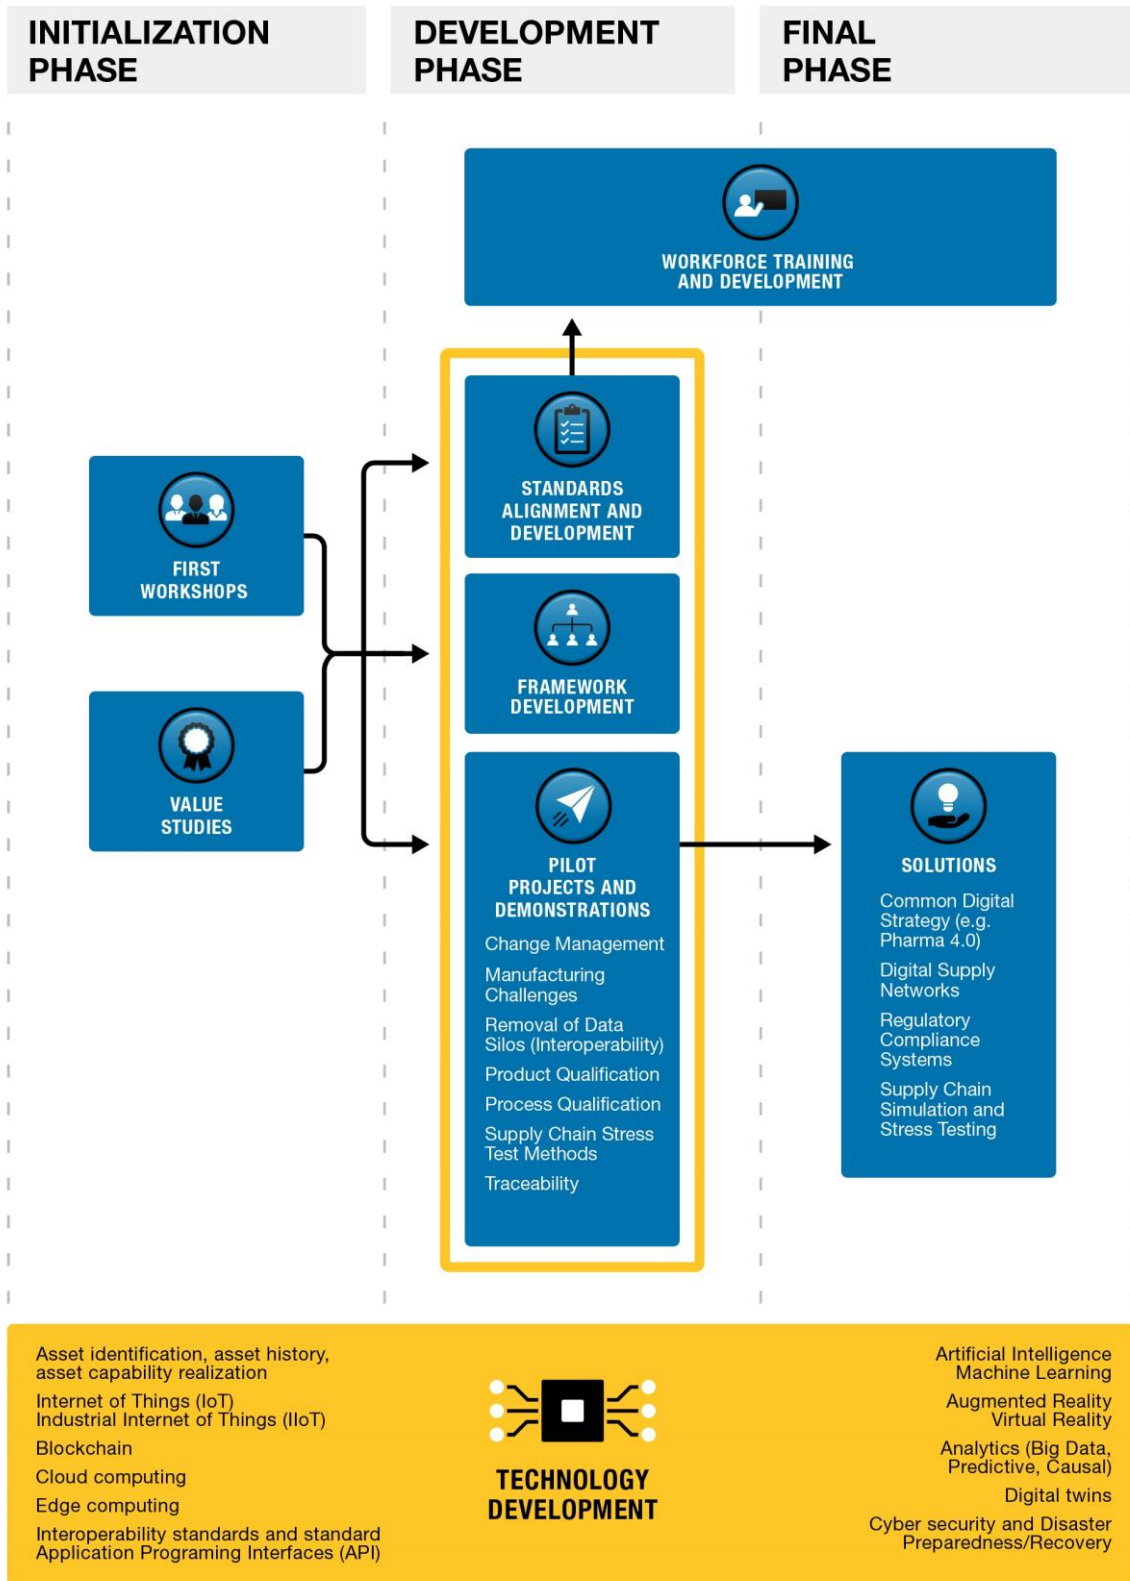 INITIALIZATION
PHASE
DEVELOPMENT
PHASE
FINAL
PHASE
WORKFORCE TRAINING
AND DEVELOPMENT
STANDARDS
ALIGNMENT AND
DEVELOPMENT
FIRST
WORKSHOPS
FRAMEWORK
DEVELOPMENT
VALUE
STUDIES
PILOT
PROJECTS AND
DEMONSTRATIONS
Change Management
Manufacturing
Challenges
Removal of Data
Silos (Interoperability)
Product Qualification
Process Qualification
Supply Chain Stress
Test Methods
Traceability
SOLUTIONS
Common Digital
Strategy (e.g.
Pharma 4.0)
Digital Supply
Networks
Regulatory
Compliance
Systems
Supply Chain
Simulation and
Stress Testing
Asset identification, asset history,
asset capability realization
Internet of Things (IoT)
Industrial Internet of Things (IIoT)
Blockchain
Cloud computing
Edge computing
Interoperability standards and standard
Application Programing Interfaces (API)
TECHNOLOGY
DEVELOPMENT
Artificial Intelligence
Machine Learning
Augmented Reality
Virtual Reality
Analytics (Big Data,
Predictive, Causal)
Digital twins
Cyber security and Disaster
Preparedness/Recovery